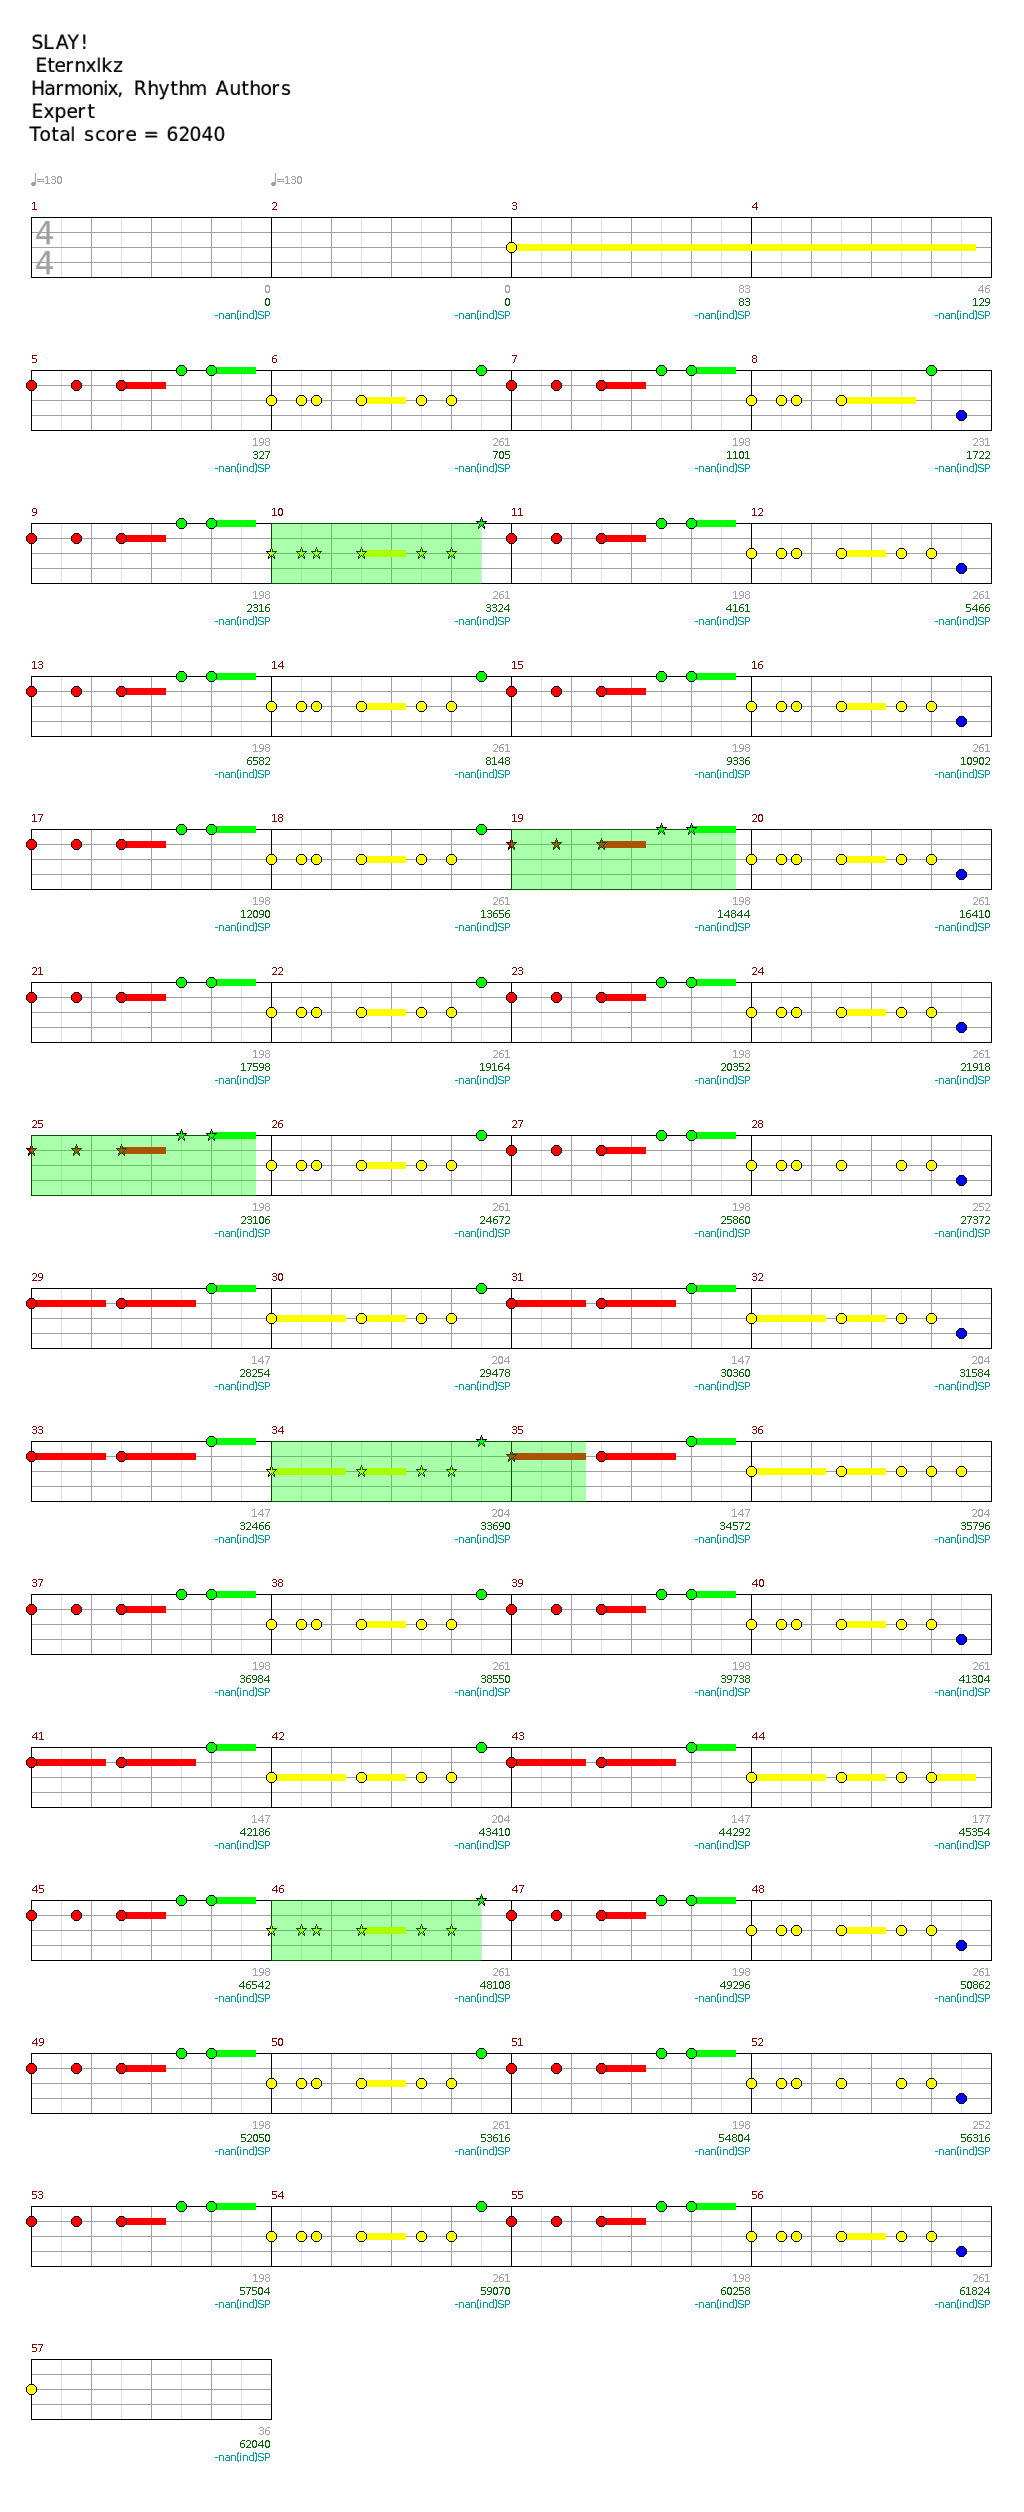 SLAY!
Eternxlkz
Harmonix, Rhythm Authors
Expert
Total score = 62040
♩=130 ♩=130
1 2 3 4
4
4
0 0 83 46
0 0 83 129
-nan(ind)SP -nan(ind)SP -nan(ind)SP -nan(ind)SP
5 6 7 8
198 261 198 231
327 705 1101 1722
-nan(ind)SP -nan(ind)SP -nan(ind)SP -nan(ind)SP
9 10 11 12
198 261 198 261
2316 3324 4161 5466
-nan(ind)SP -nan(ind)SP -nan(ind)SP -nan(ind)SP
13 14 15 16
198 261 198 261
6582 8148 9336 10902
-nan(ind)SP -nan(ind)SP -nan(ind)SP -nan(ind)SP
17 18 19 20
198 261 198 261
12090 13656 14844 16410
-nan(ind)SP -nan(ind)SP -nan(ind)SP -nan(ind)SP
21 22 23 24
198 261 198 261
17598 19164 20352 21918
-nan(ind)SP -nan(ind)SP -nan(ind)SP -nan(ind)SP
25 26 27 28
198 261 198 252
23106 24672 25860 27372
-nan(ind)SP -nan(ind)SP -nan(ind)SP -nan(ind)SP
29 30 31 32
147 204 147 204
28254 29478 30360 31584
-nan(ind)SP -nan(ind)SP -nan(ind)SP -nan(ind)SP
33 34 35 36
147 204 147 204
32466 33690 34572 35796
-nan(ind)SP -nan(ind)SP -nan(ind)SP -nan(ind)SP
37 38 39 40
198 261 198 261
36984 38550 39738 41304
-nan(ind)SP -nan(ind)SP -nan(ind)SP -nan(ind)SP
41 42 43 44
147 204 147 177
42186 43410 44292 45354
-nan(ind)SP -nan(ind)SP -nan(ind)SP -nan(ind)SP
45 46 47 48
198 261 198 261
46542 48108 49296 50862
-nan(ind)SP -nan(ind)SP -nan(ind)SP -nan(ind)SP
49 50 51 52
198 261 198 252
52050 53616 54804 56316
-nan(ind)SP -nan(ind)SP -nan(ind)SP -nan(ind)SP
53 54 55 56
198 261 198 261
57504 59070 60258 61824
-nan(ind)SP -nan(ind)SP -nan(ind)SP -nan(ind)SP
57
36
62040
-nan(ind)SP